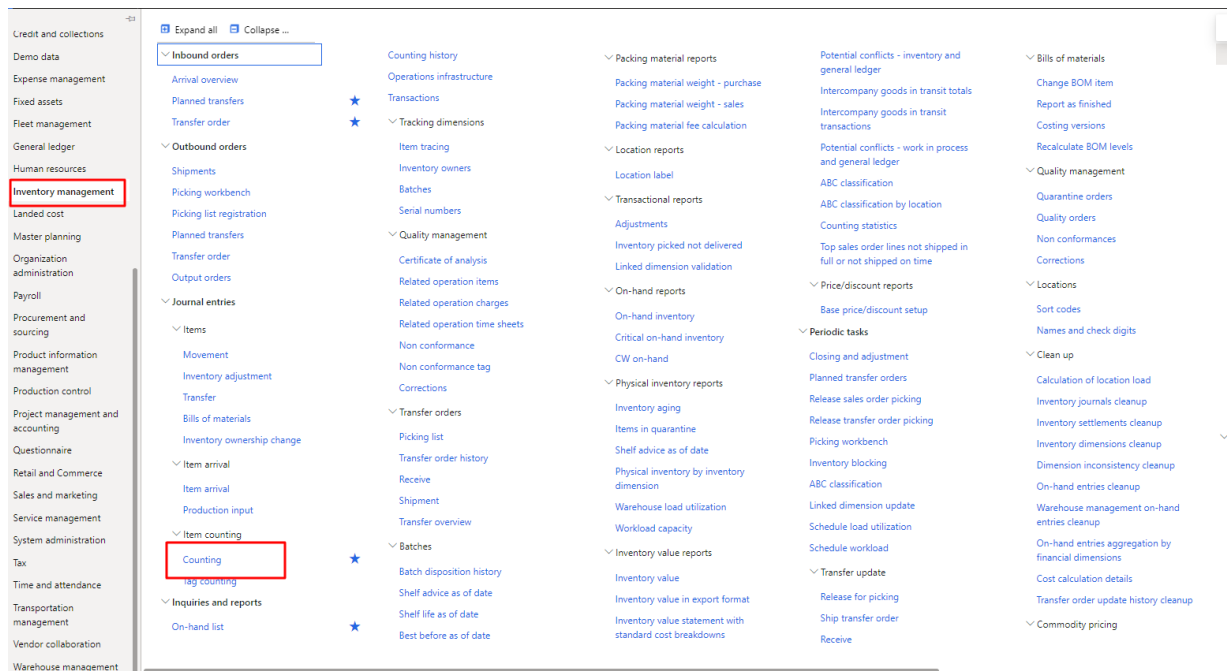 Credit and collections
Demo data
Expense management
Fixed assets
Fleet management
General ledger
Human resources
Inventory management
Landed cost
Master planning
Organization
administration
Payroll
Procurement and
sourcing
Product information
management
Production control
Project management and
accounting
Questionnaire
Retail and Commerce
Sales and marketing
Service management
System administration
Tax
Time and attendance
Transportation
management
Vendor collaboration
Warehouse management
Expand all
Collapse ...
Inbound orders
Arrival overview
Planned transfers
Transfer order
Outbound orders
Shipments
Picking workbench
Picking list registration
Planned transfers
Transfer order
Output orders
Journal entries
Items
Movement
Inventory adjustment
Transfer
Bills of materials
Inventory ownership change
Item arrival
Item arrival
Production input
Item counting
Counting
Tag counting
Inquiries and reports
On-hand list
Counting history
Operations infrastructure
Transactions
Tracking dimensions
Item tracing
Inventory owners
Batches
Serial numbers
Quality management
Certificate of analysis
Related operation items
Related operation charges
Related operation time sheets
Non conformance
Non conformance tag
Corrections
Transfer orders
Picking list
Transfer order history
Receive
Shipment
Transfer overview
Batches
Batch disposition history
Shelf advice as of date
Shelf life as of date
Best before as of date
Packing material reports
Packing material weight - purchase
Packing material weight - sales
Packing material fee calculation
Location reports
Location label
Transactional reports
Adjustments
Inventory picked not delivered
Linked dimension validation
On-hand reports
On-hand inventory
Critical on-hand inventory
CW on-hand
Physical inventory reports
Inventory aging
Items in quarantine
Shelf advice as of date
Physical inventory by inventory
dimension
Warehouse load utilization
Workload capacity
Inventory value reports
Inventory value
Inventory value in export format
Inventory value statement with
standard cost breakdowns
Potential conflicts - inventory and
general ledger
Intercompany goods in transit totals
Intercompany goods in transit
transactions
Potential conflicts - work in process
and general ledger
ABC classification
ABC classification by location
Counting statistics
Top sales order lines not shipped in
full or not shipped on time
Price/discount reports
Base price/discount setup
Periodic tasks
Closing and adjustment
Planned transfer orders
Release sales order picking
Release transfer order picking
Picking workbench
Inventory blocking
ABC classification
Linked dimension update
Schedule load utilization
Schedule workload
Transfer update
Release for picking
Ship transfer order
Receive
Bills of materials
Change BOM item
Report as finished
Costing versions
Recalculate BOM levels
Quality management
Quarantine orders
Quality orders
Non conformances
Corrections
Locations
Sort codes
Names and check digits
Clean up
Calculation of location load
Inventory journals cleanup
Inventory settlements cleanup
Inventory dimensions cleanup
Dimension inconsistency cleanup
On-hand entries cleanup
Warehouse management on-hand
entries cleanup
On-hand entries aggregation by
financial dimensions
Cost calculation details
Transfer order update history cleanup
Commodity pricing